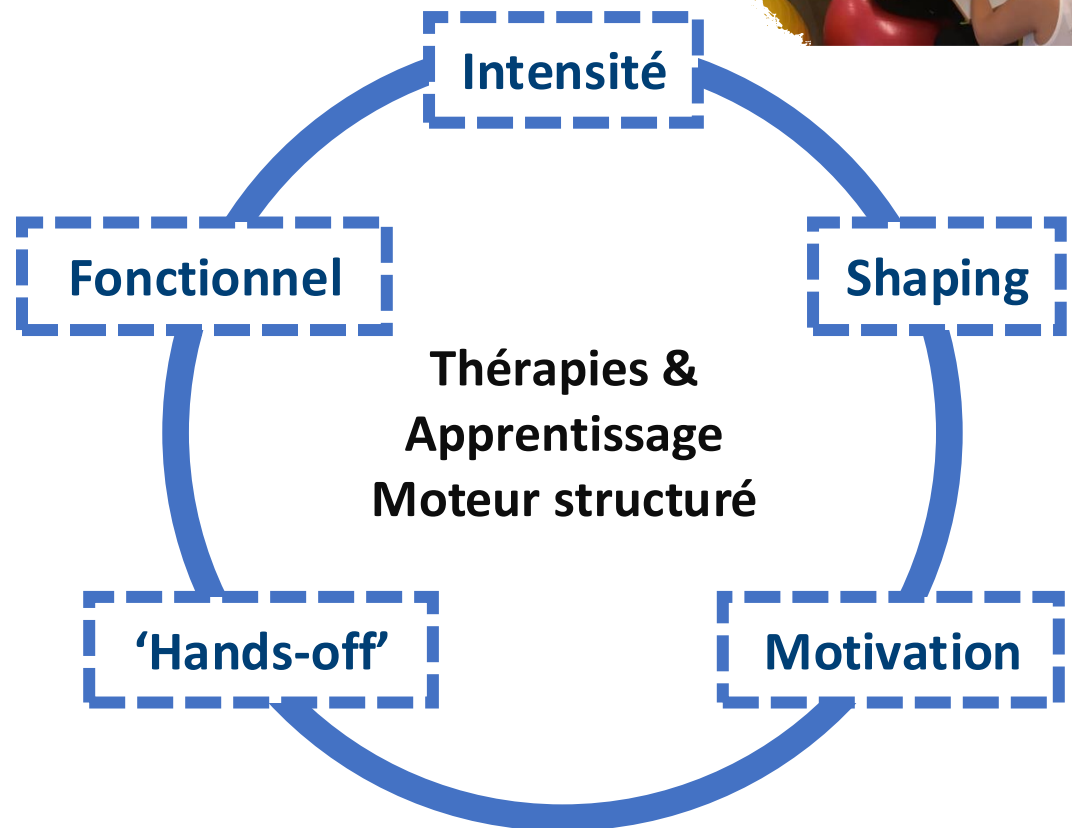 Intensité
Fonctionnel
Shaping
Thérapies &
Apprentissage
Moteur structuré
‘Hands-off’
Motivation